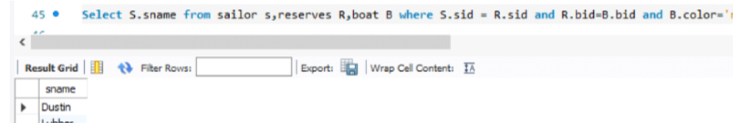 45 Select S.sname from sailor s,reserves R,boat B where S.sid = R.sid and R.bid=B.bid and B.color='
Result Grid Filter Rows: Export: Wrap Cell Content:
sname
Dustin